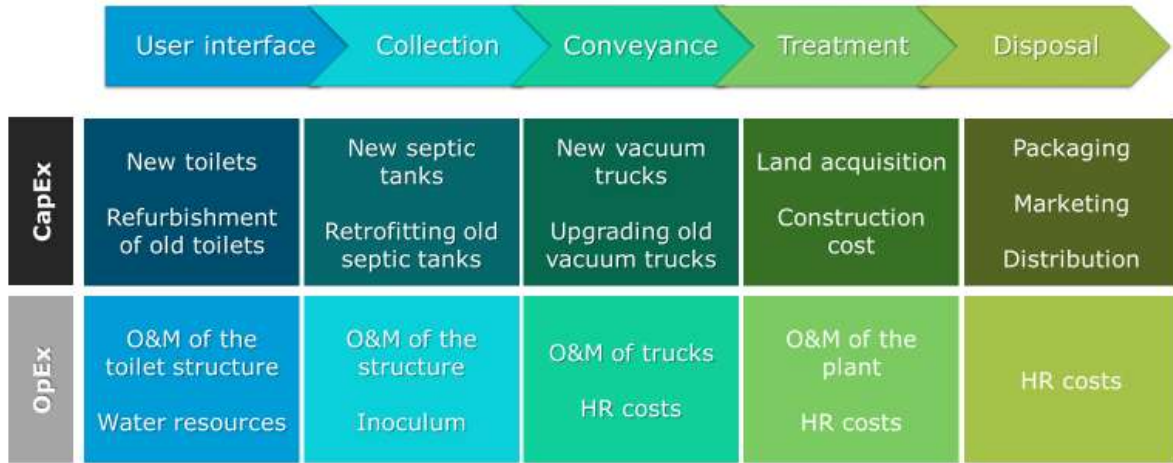 User interface
Collection
Conveyance
Treatment
Disposal
CapEx
New toilets
Refurbishment
of old toilets
New septic
tanks
Retrofitting old
septic tanks
New vacuum
trucks
Upgrading old
vacuum trucks
Land acquisition
Construction
cost
Packaging
Marketing
Distribution
OpEx
O&M of the
toilet structure
Water resources
O&M of the
structure
Inoculum
O&M of trucks
HR costs
O&M of the
plant
HR costs
HR costs